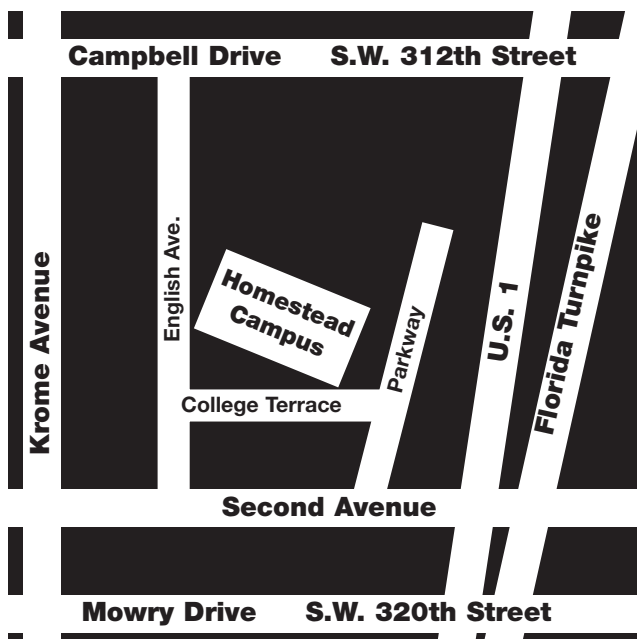 Campbell Drive S.W. 312th Street
English Ave.
Krome Avenue
Homestead
Campus
Parkway
U.S. 1
Florida Turnpike
College Terrace
Second Avenue
Mowry Drive S.W. 320th Street